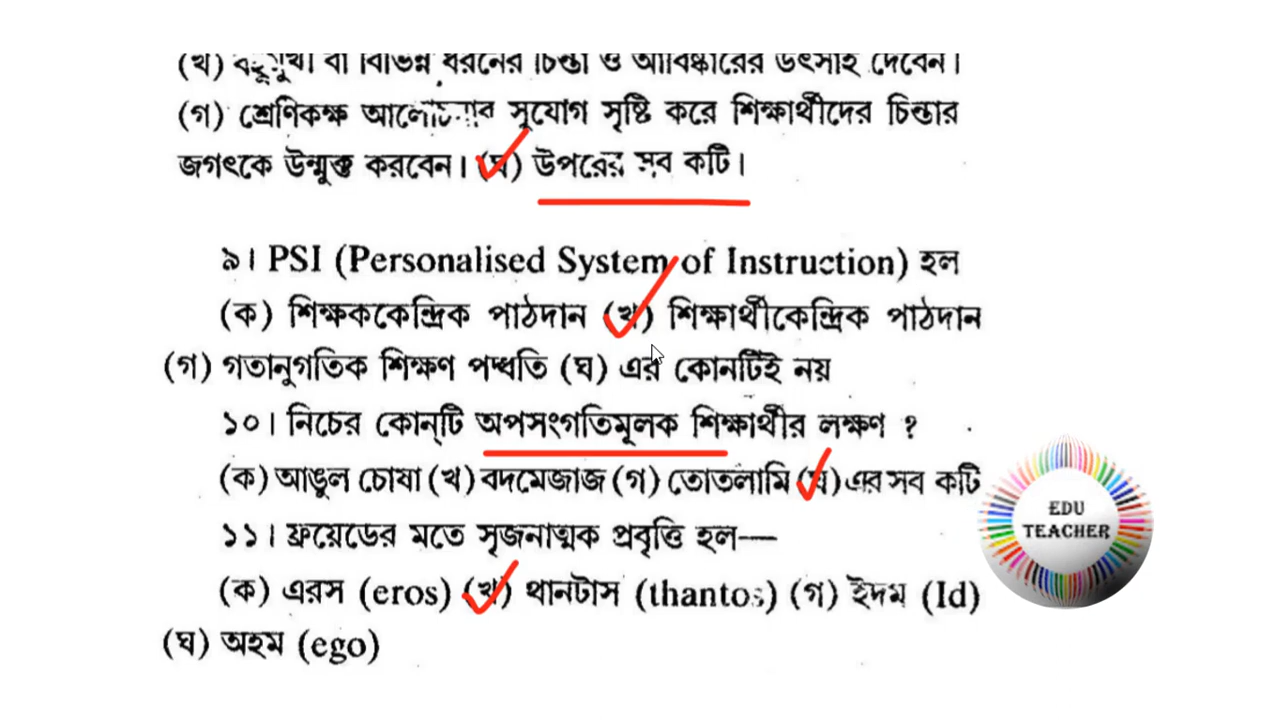 (খ) বহুমুখী বা বিভিন্ন ধরনের চিন্তা ও আবিষ্কারের উৎসাহ দেবেন।
(গ) শ্রেণিকক্ষ আলোচনার সুযোগ সৃষ্টি করে শিক্ষার্থীদের চিন্তার
জগৎকে উন্মুক্ত করবেন। (ঘ) উপরের সব কটি।
৯। PSI (Personalised System of Instruction) হল
(ক) শিক্ষককেন্দ্রিক পাঠদান (খ) শিক্ষার্থীকেন্দ্রিক পাঠদান
(গ) গতানুগতিক শিক্ষণ পদ্ধতি (ঘ) এর কোনটিই নয়
১০। নিচের কোন্‌টি অপসংগতিমূলক শিক্ষার্থীর লক্ষণ ?
(ক) আঙুল চোষা (খ) বদমেজাজ (গ) তোতলামি (ঘ) এর সব কটি
EDU
TEACHER
১১। ফ্রয়েডের মতে সৃজনাত্মক প্রবৃত্তি হল—
(ক) এরস (eros) (খ) থানটাস (thantos) (গ) ইদম (Id)
(ঘ) অহম (ego)